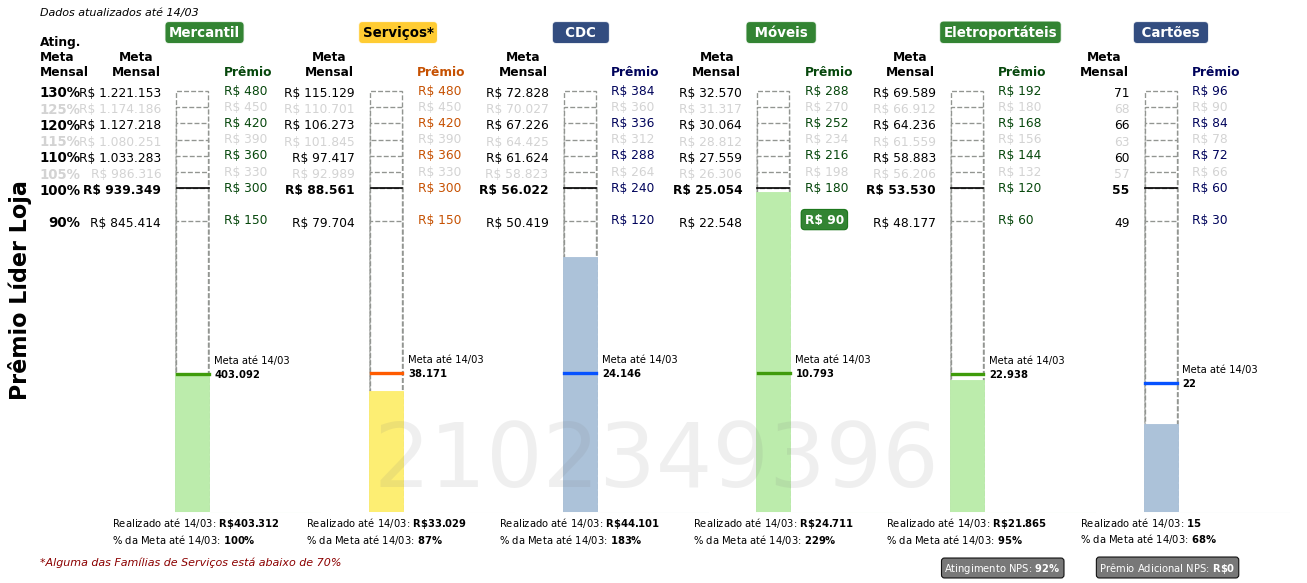 Dados atualizados até 14/03
Mercantil Serviços* CDC Móveis Eletroportáteis Cartões
Ating.
Meta Meta Meta Meta Meta Meta Meta
Mensal Mensal Prêmio Mensal Prêmio Mensal Prêmio Mensal Prêmio Mensal Prêmio Mensal Prêmio
130% R$ 1.221.153 R$ 480 R$ 115.129 R$ 480 R$ 72.828 R$ 384 R$ 32.570 R$ 288 R$ 69.589 R$ 192 71 R$ 96
125% R$ 1.174.186 R$ 450 R$ 110.701 R$ 450 R$ 70.027 R$ 360 R$ 31.317 R$ 270 R$ 66.912 R$ 180 68 R$ 90
120% R$ 1.127.218 R$ 420 R$ 106.273 R$ 420 R$ 67.226 R$ 336 R$ 30.064 R$ 252 R$ 64.236 R$ 168 66 R$ 84
115% R$ 1.080.251 R$ 390 R$ 101.845 R$ 390 R$ 64.425 R$ 312 R$ 28.812 R$ 234 R$ 61.559 R$ 156 63 R$ 78
110% R$ 1.033.283 R$ 360 R$ 97.417 R$ 360 R$ 61.624 R$ 288 R$ 27.559 R$ 216 R$ 58.883 R$ 144 60 R$ 72
105% R$ 986.316 R$ 330 R$ 92.989 R$ 330 R$ 58.823 R$ 264 R$ 26.306 R$ 198 R$ 56.206 R$ 132 57 R$ 66
100% R$ 939.349 R$ 300 R$ 88.561 R$ 300 R$ 56.022 R$ 240 R$ 25.054 R$ 180 R$ 53.530 R$ 120 55 R$ 60
90% R$ 845.414 R$ 150 R$ 79.704 R$ 150 R$ 50.419 R$ 120 R$ 22.548 R$ 90 R$ 48.177 R$ 60 49 R$ 30
Prêmio Líder Loja
Meta até 14/03 Meta até 14/03 Meta até 14/03 Meta até 14/03 Meta até 14/03 Meta até 14/03
403.092 38.171 24.146 10.793 22.938 22
2102349396
Realizado até 14/03: R$403.312 Realizado até 14/03: R$33.029 Realizado até 14/03: R$44.101 Realizado até 14/03: R$24.711 Realizado até 14/03: R$21.865 Realizado até 14/03: 15
% da Meta até 14/03: 100% % da Meta até 14/03: 87% % da Meta até 14/03: 183% % da Meta até 14/03: 229% % da Meta até 14/03: 95% % da Meta até 14/03: 68%
*Alguma das Famílias de Serviços está abaixo de 70% Atingimento NPS: 92% Prêmio Adicional NPS: R$0